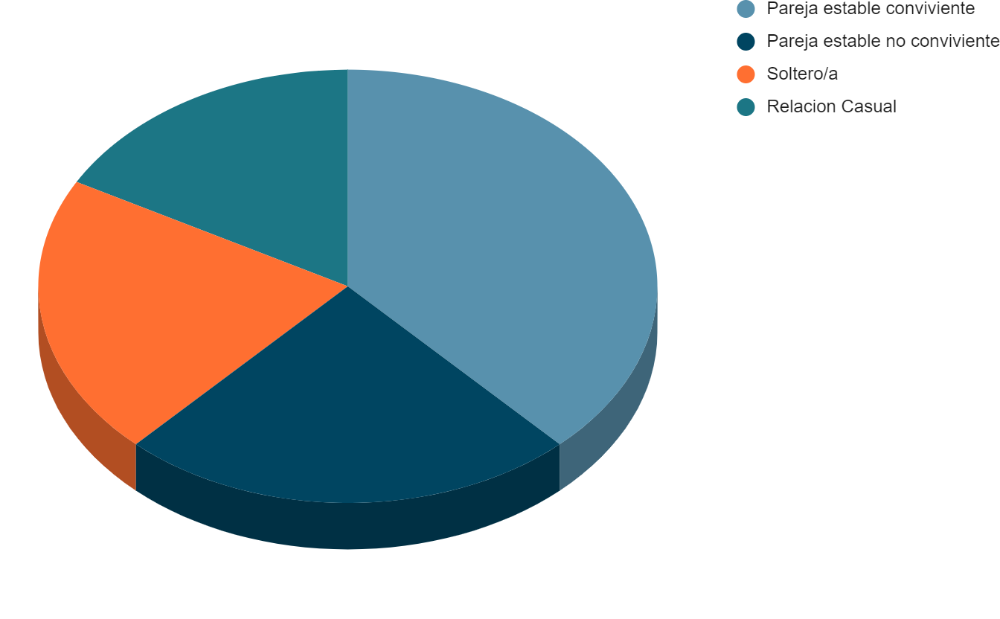 Pareja estable conviviente
Pareja estable no conviviente
Soltero/a
Relacion Casual